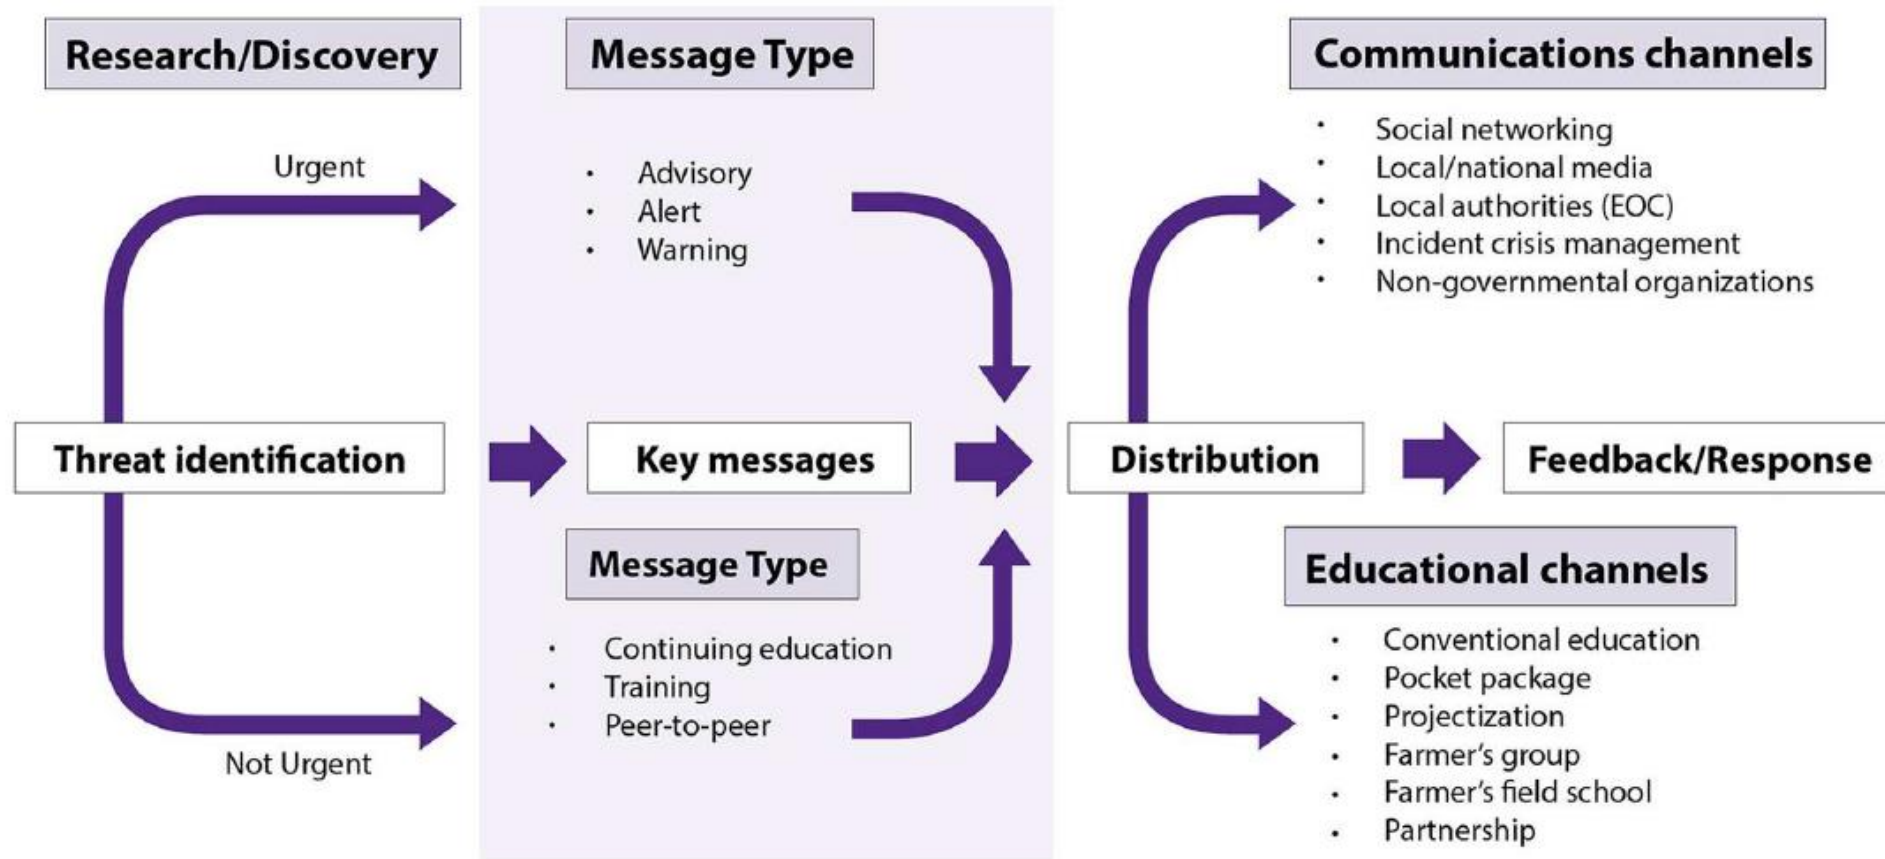 Research/Discovery
Urgent
Threat identification
Not Urgent
Message Type
• Advisory
• Alert
• Warning
Key messages
Message Type
• Continuing education
• Training
• Peer-to-peer
Distribution
Communications channels
• Social networking
• Local/national media
• Local authorities (EOC)
• Incident crisis management
• Non-governmental organizations
Feedback/Response
Educational channels
• Conventional education
• Pocket package
• Projectization
• Farmer's group
• Farmer's field school
• Partnership